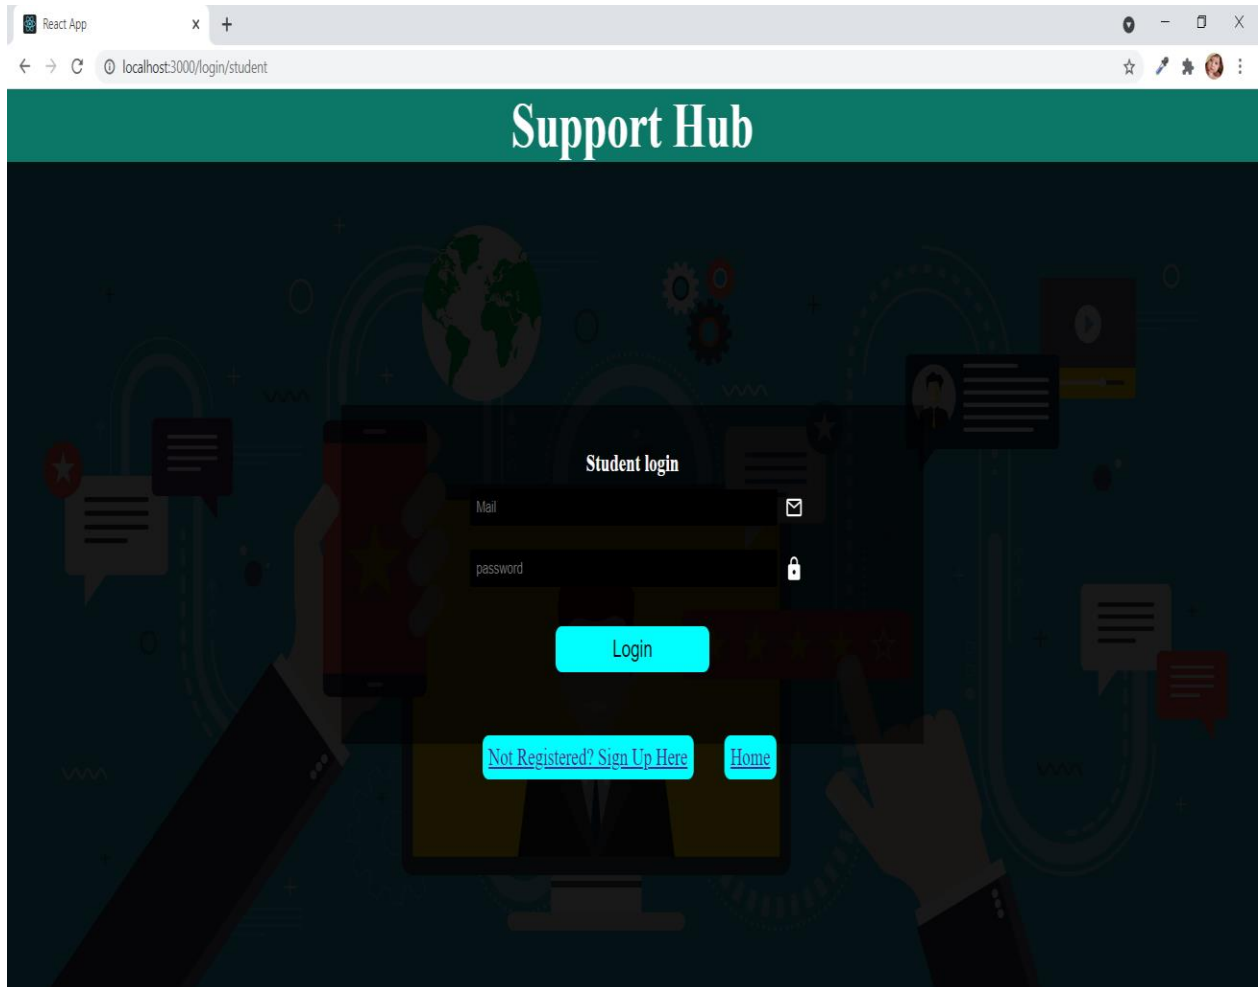 React App
localhost:3000/login/student
Support Hub
Student login
Mail
password
Login
Not Registered? Sign Up Here
Home